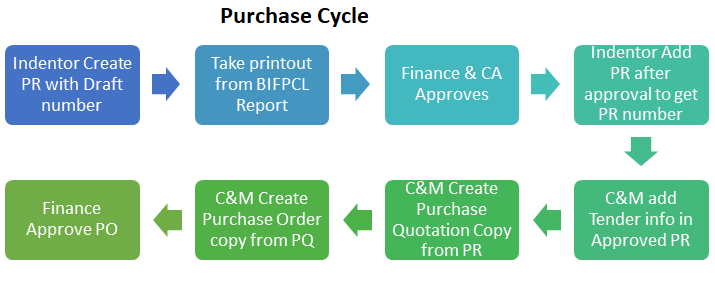 Purchase Cycle
Indentor Create
PR with Draft
number
Take printout
from BIFPCL
Report
Finance & CA
Approves
Indentor Add
PR after
approval to get
PR number
C&M add
Tender info in
Approved PR
C&M Create
Purchase
Quotation Copy
from PR
C&M Create
Purchase Order
copy from PQ
Finance
Approve PO